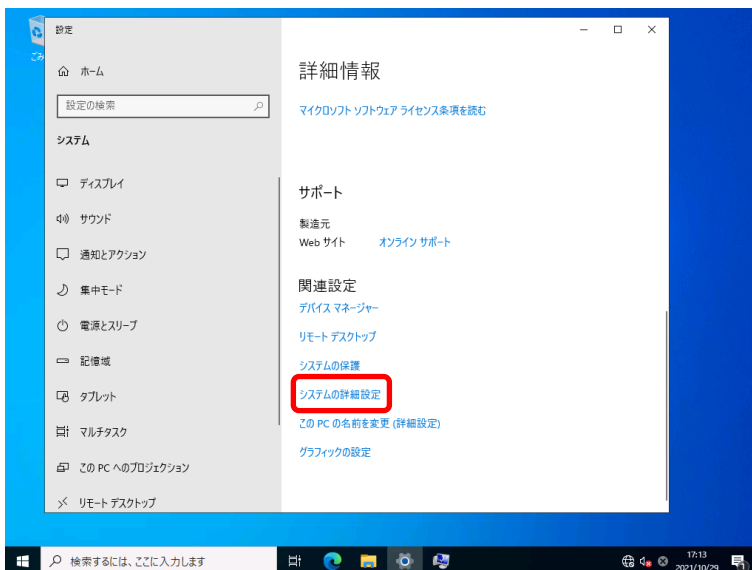 ごみ
設定
ホーム
設定の検索
システム
ディスプレイ
サウンド
通知とアクション
集中モード
電源とスリープ
記憶域
タブレット
マルチタスク
この PC へのプロジェクション
リモート デスクトップ
詳細情報
マイクロソフト ソフトウェア ライセンス条項を読む
サポート
製造元
Web サイト オンライン サポート
関連設定
デバイス マネージャー
リモート デスクトップ
システムの保護
システムの詳細設定
この PC の名前を変更 (詳細設定)
グラフィックの設定
検索するには、ここに入力します
17:13
2021/10/29